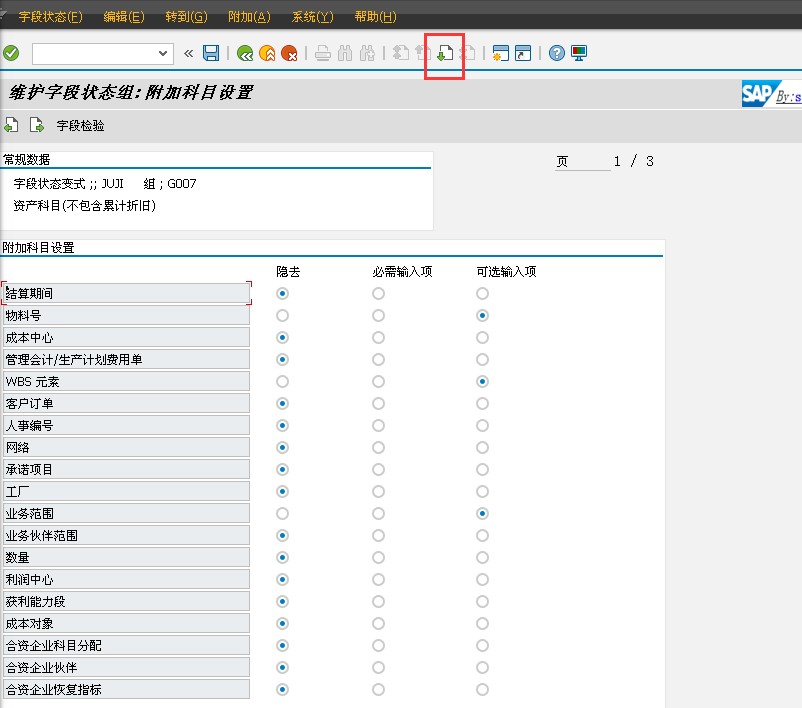 字段状态(F) 编辑(E) 转到(G) 附加(A) 系统(Y) 帮助(H)
维护字段状态组: 附加科目设置
SAP By:s
字段检验
常规数据
页 1 / 3
字段状态变式 ;; JUJI 组 ; G007
资产科目(不包含累计折旧)
附加科目设置
隐去 必需输入项 可选输入项
结算期间
物料号
成本中心
管理会计/生产计划费用单
WBS 元素
客户订单
人事编号
网络
承诺项目
工厂
业务范围
业务伙伴范围
数量
利润中心
获利能力段
成本对象
合资企业科目分配
合资企业伙伴
合资企业恢复指标